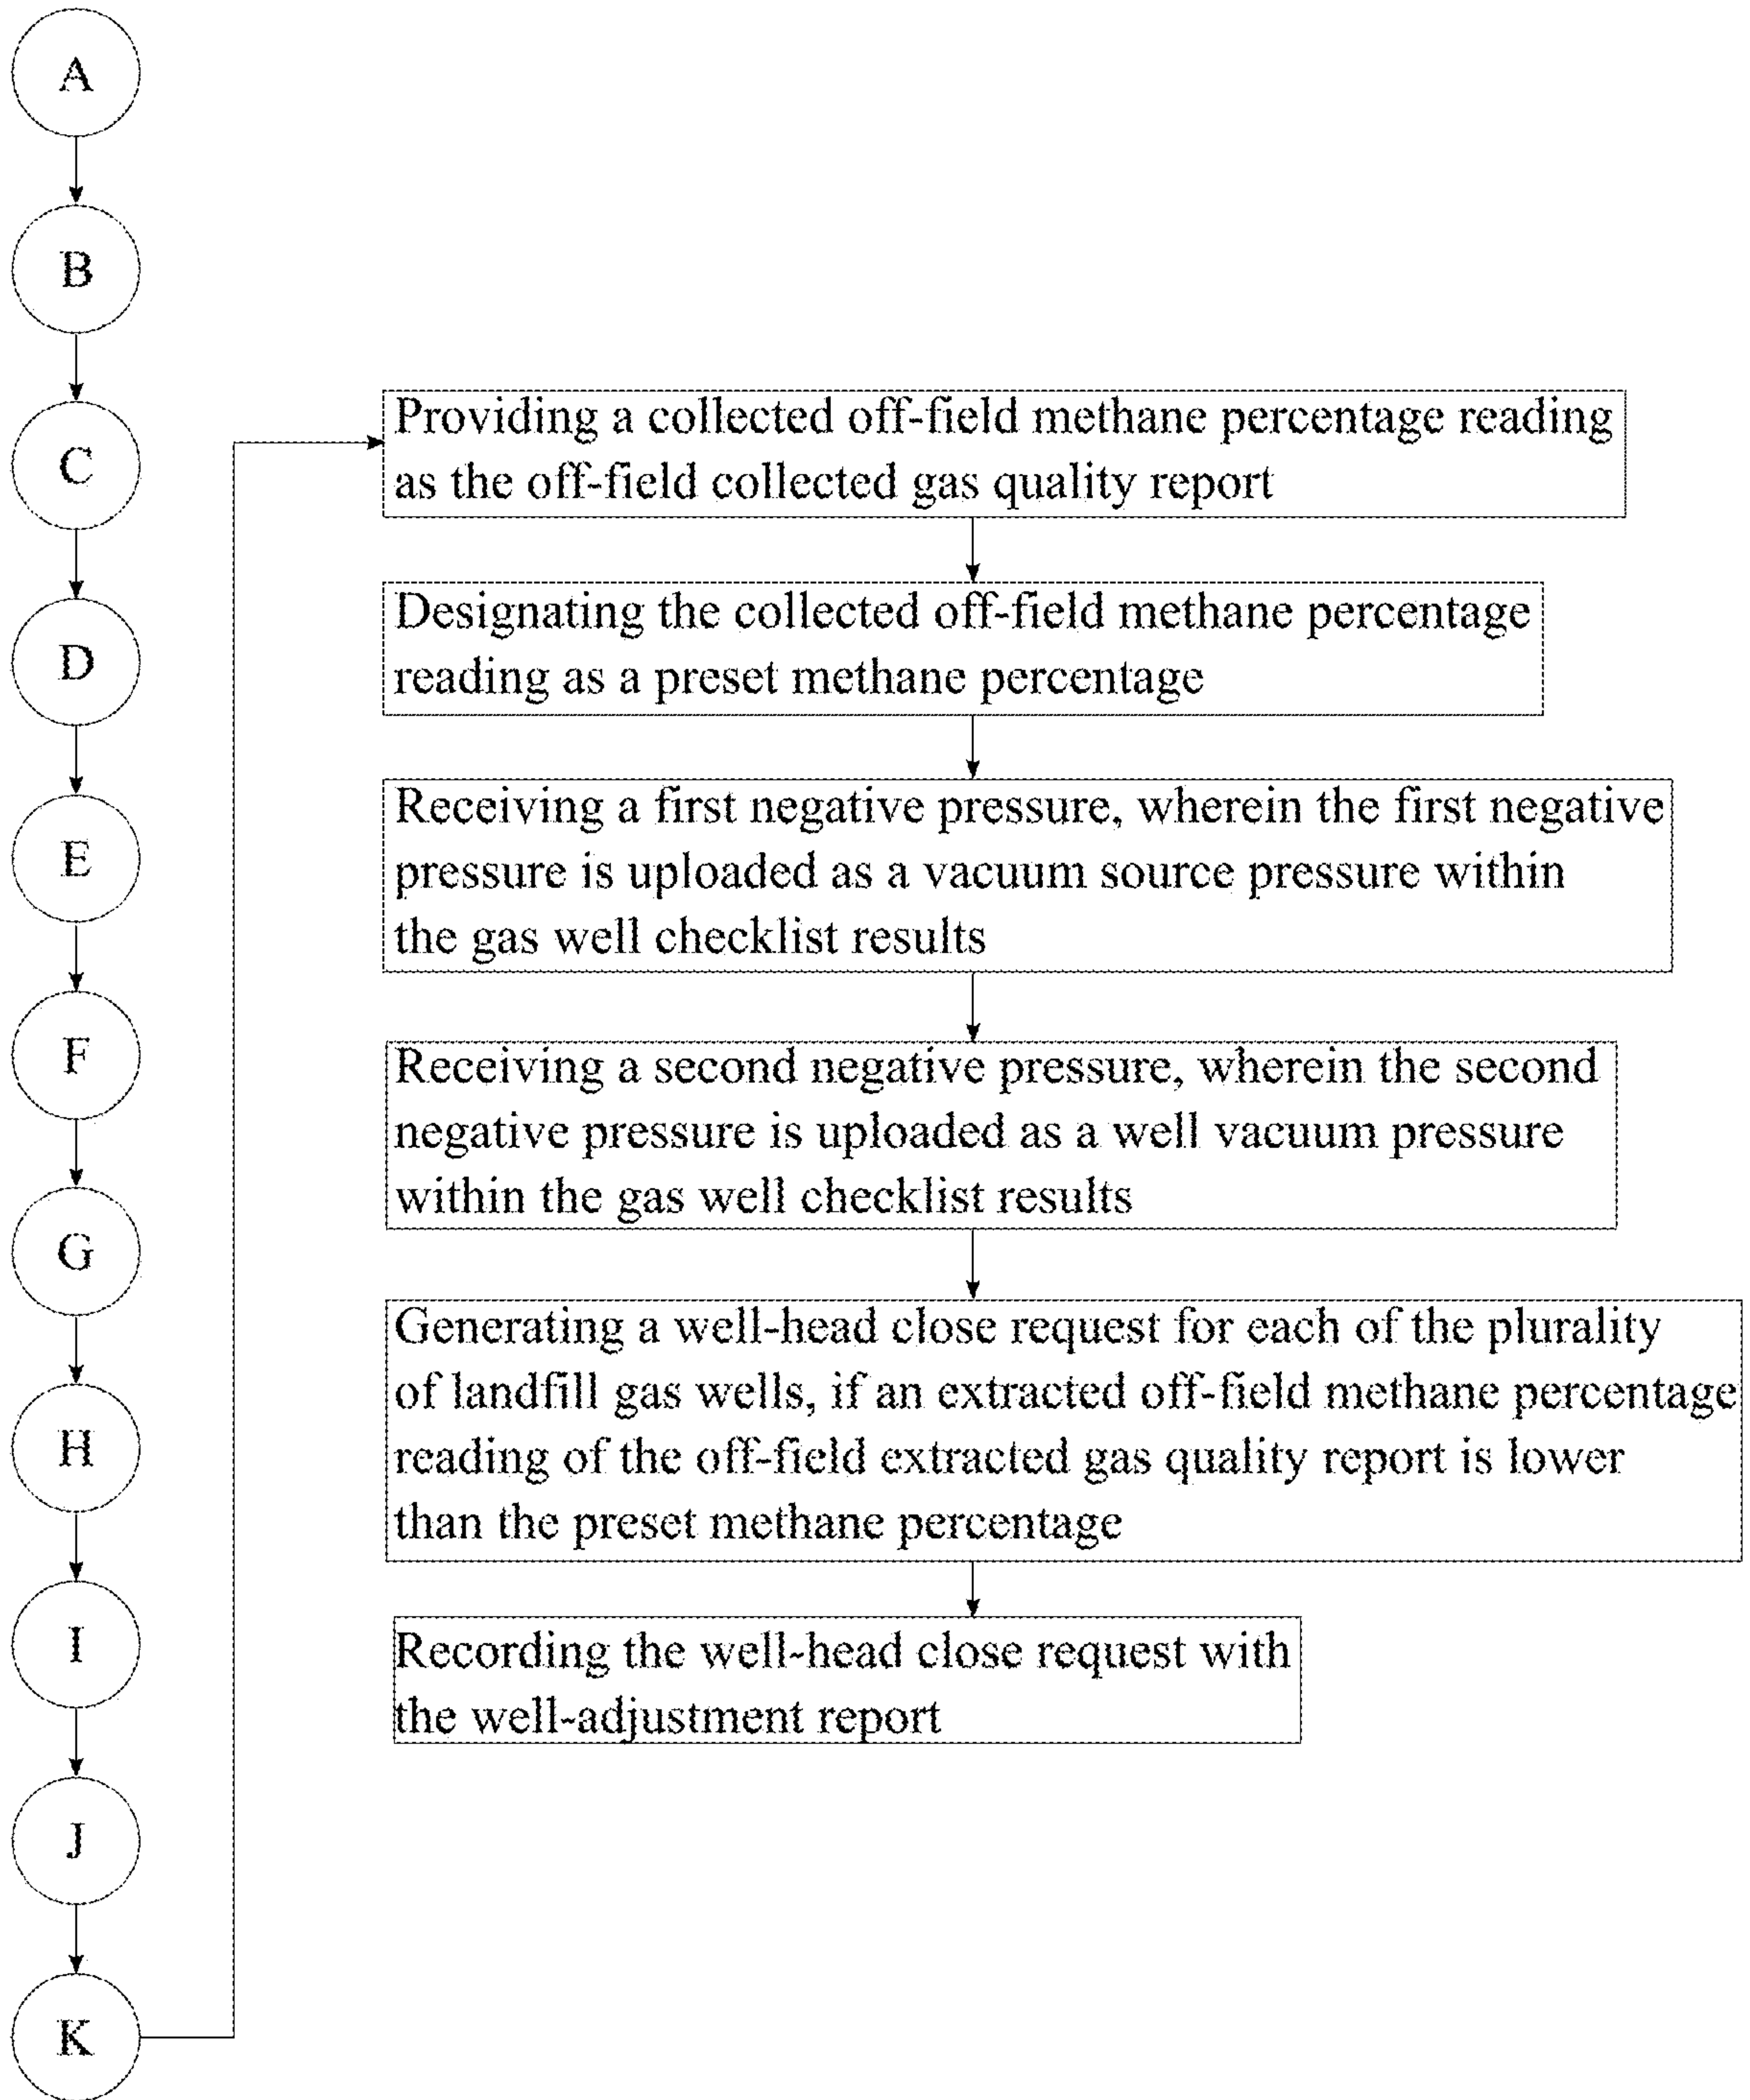 A
B
C
D
E
F
G
H
I
J
K
Providing a collected off-field methane percentage reading
as the off-field collected gas quality report
Designating the collected off-field methane percentage
reading as a preset methane percentage
Receiving a first negative pressure, wherein the first negative
pressure is uploaded as a vacuum source pressure within
the gas well checklist results
Receiving a second negative pressure, wherein the second
negative pressure is uploaded as a well vacuum pressure
within the gas well checklist results
Generating a well-head close request for each of the plurality
of landfill gas wells, if an extracted off-field methane percentage
reading of the off-field extracted gas quality report is lower
than the preset methane percentage
Recording the well-head close request with
the well-adjustment report